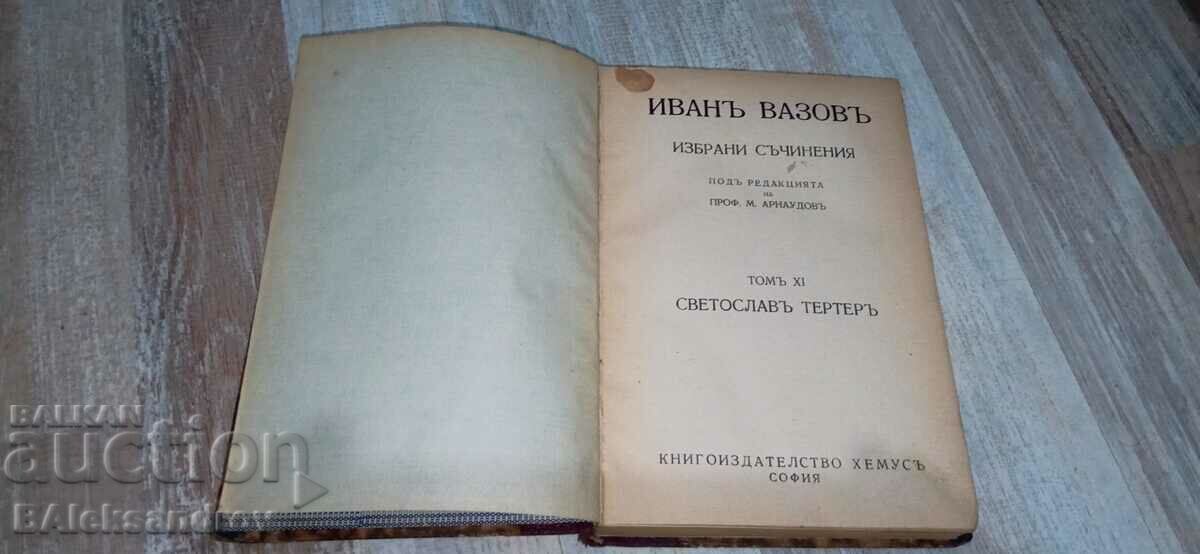 ИВАНЪ ВАЗОВЪ
ИЗБРАНИ СЪЧИНЕНИЯ
ПОДЪ РЕДАКЦИЯТА
НА
ПРОФ. М. АРНАУДОВЪ
ТОМЪ XI
СВЕТОСЛАВЪ ТЕРТЕРЪ
КНИГОИЗДАТЕЛСТВО ХЕМУСЪ
СОФИЯ
BALKAN
auction
BAleksandrov